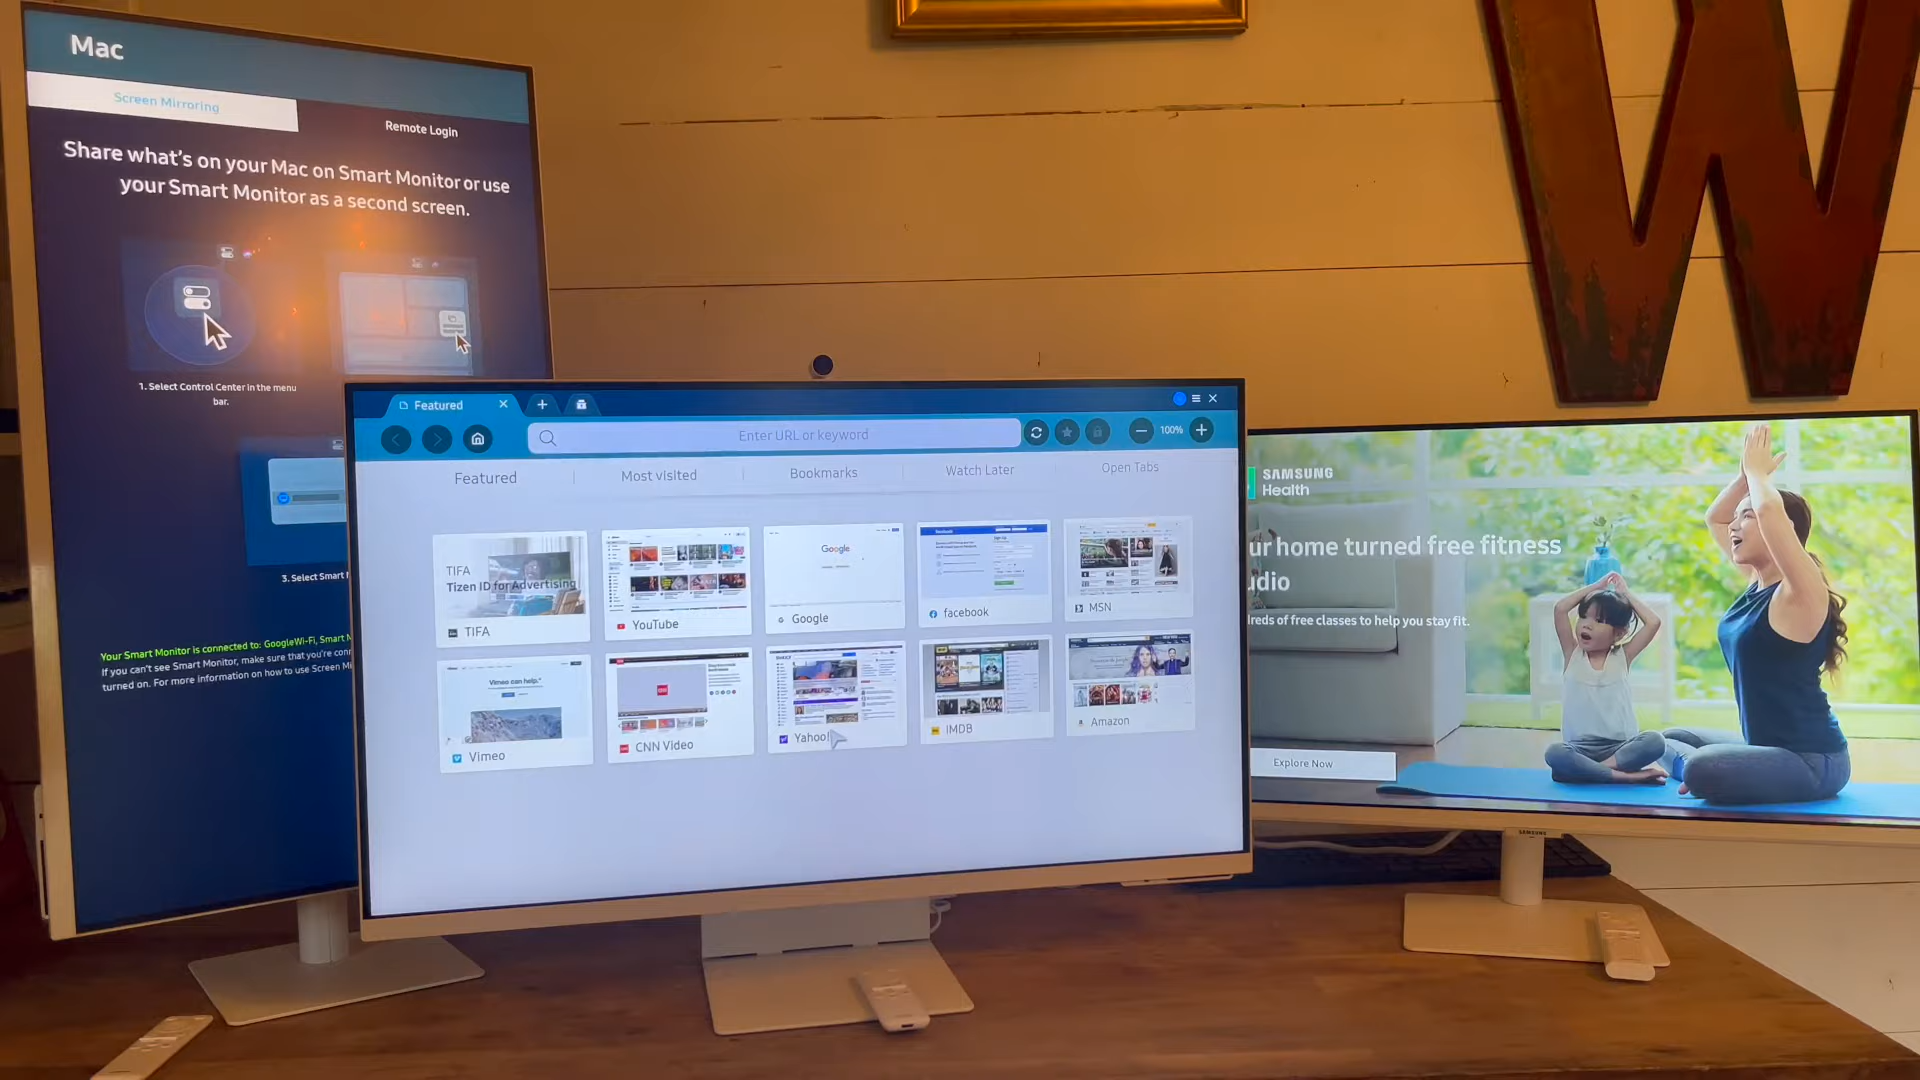 Mac
Screen Mirroring
Remote Login
Share what's on your Mac on Smart Monitor or use
your Smart Monitor as a second screen.
1. Select Control Center in the menu
bar.
3. Select Smart
Your Smart Monitor is connected to: GoogleWi-Fi, Smart
If you can't see Smart Monitor, make sure that you're
turned on. For more information on how to use Screen
Featured
100%
Enter URL or keyword
Featured
Most visited
Bookmarks
Watch Later
Open Tabs
TIFA
Tizen ID for Advertising
TIFA
YouTube
Google
Google
facebook
MSN
Vimeo can help.
Vimeo
CNN Video
Yahoo!
IMDB
Amazon
SAMSUNG
Health
home turned free fitness
of free classes to help you stay fit.
Explore Now
SAMSUNG
W